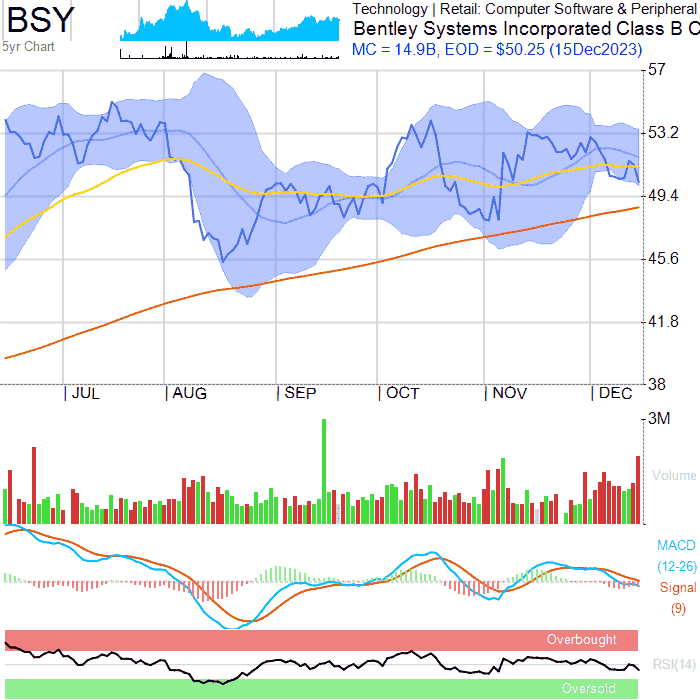 BSY
5yr Chart
Technology | Retail: Computer Software & Peripheral
Bentley Systems Incorporated Class B C
MC = 14.9B, EOD = $50.25 (15Dec2023)
57
53.2
49.4
45.6
41.8
38
JUL AUG SEP OCT NOV DEC
3M
Volume
MACD
(12-26)
Signal
(9)
Overbought
RSI(14)
Oversold